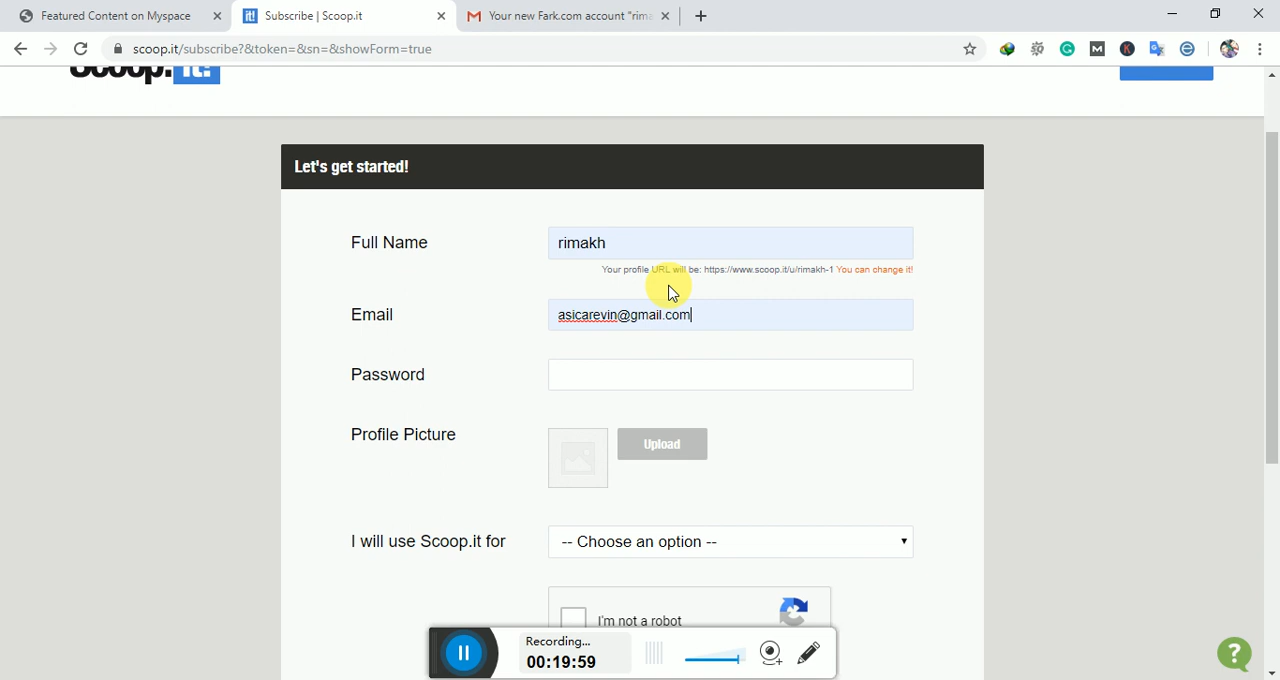 Featured Content on Myspace
Subscribe | Scoop.it
Your new Fark.com account "rima
scoop.it/subscribe?&token=&sn=&showForm=true
Scoop.it!
Let's get started!
Full Name
rimakh
Your profile URL will be: https://www.scoop.it/u/rimakh-1 You can change it!
Email
asicarevin@gmail.com
Password
Profile Picture
Upload
I will use Scoop.it for
-- Choose an option --
I'm not a robot
Recording...
00:19:59
?